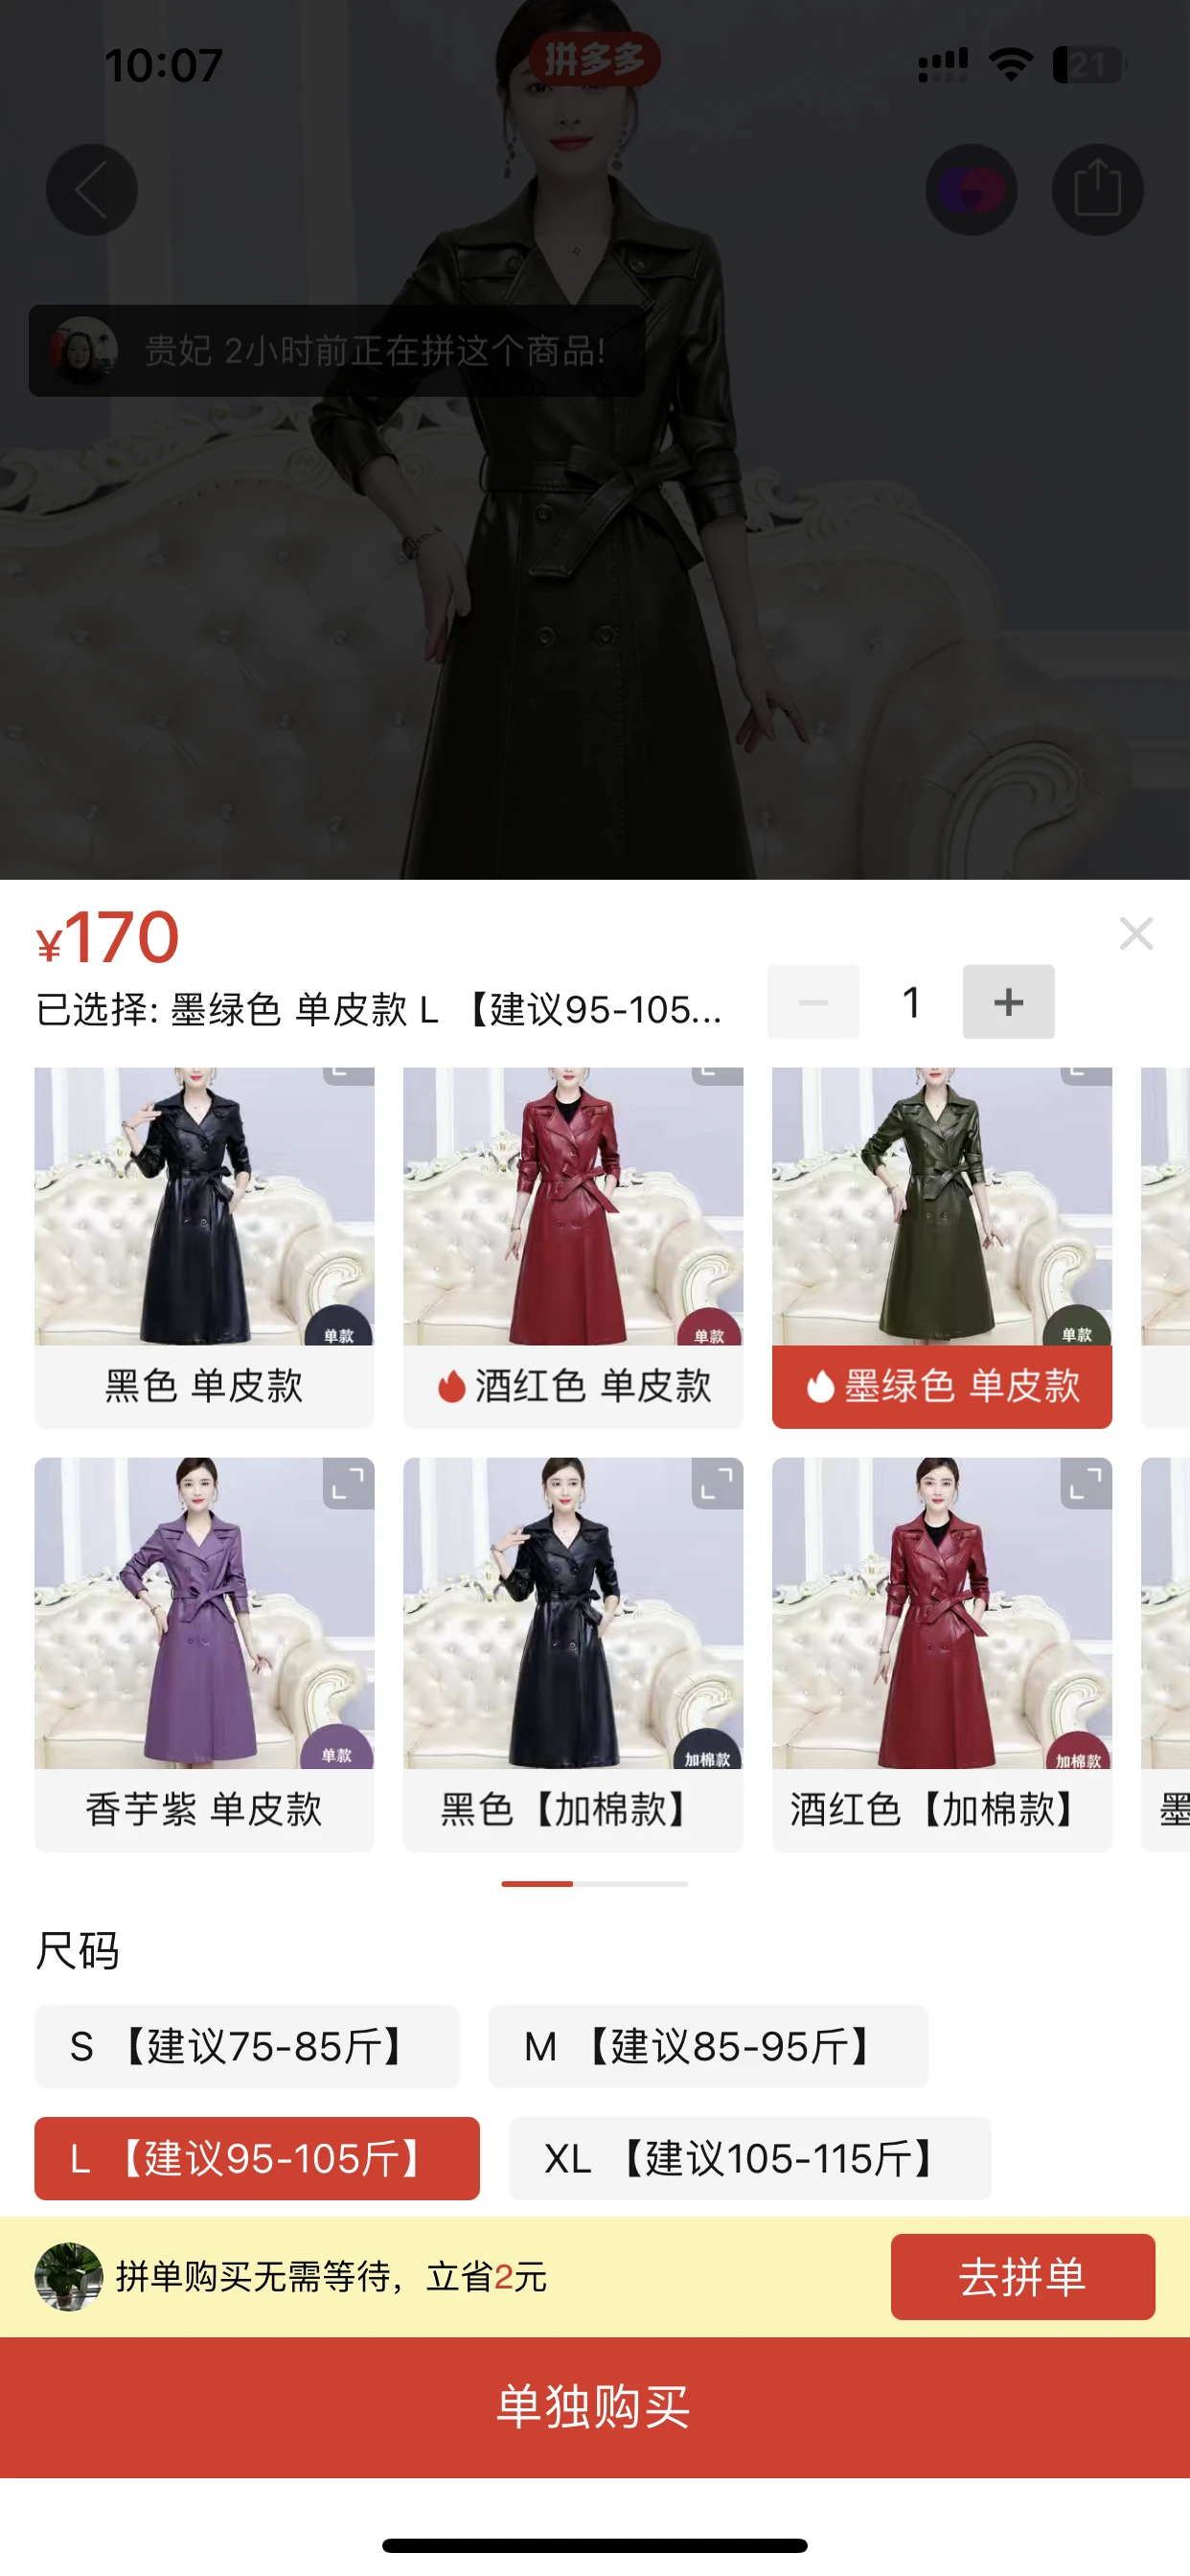 10:07
拼多多
21
贵妃 2小时前正在拼这个商品!
¥170
已选择: 墨绿色 单皮款 L 【建议95-105...
1
单款
单款
单款
黑色 单皮款
酒红色 单皮款
墨绿色 单皮款
单款
加棉款
加棉款
香芋紫 单皮款
黑色【加棉款】
酒红色【加棉款】
墨
尺码
S 【建议75-85斤】
M 【建议85-95斤】
L 【建议95-105斤】
XL 【建议105-115斤】
拼单购买无需等待，立省2元
去拼单
单独购买